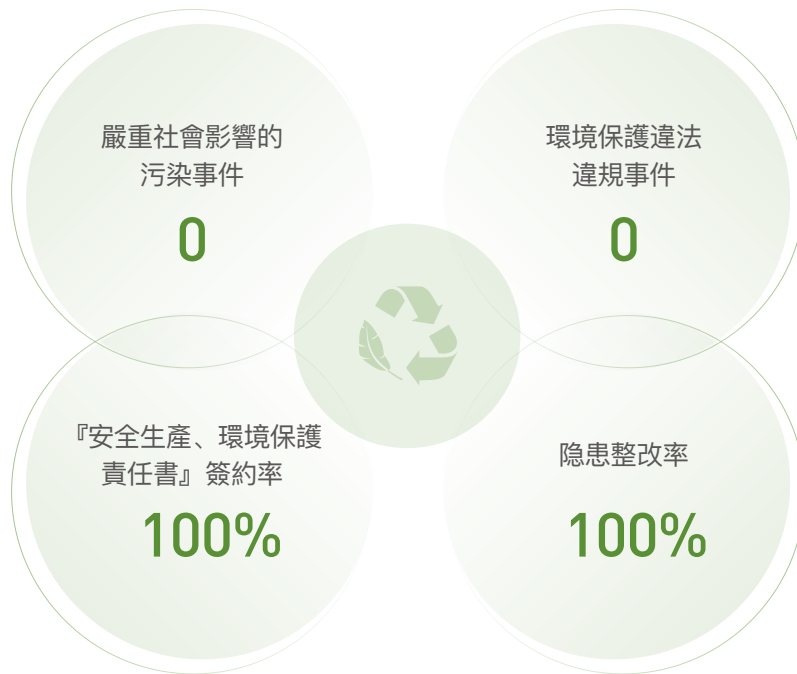 嚴重社會影響的
污染事件
0
環境保護違法
違規事件
0
『安全生產、環境保護
責任書』簽約率
100%
隐患整改率
100%